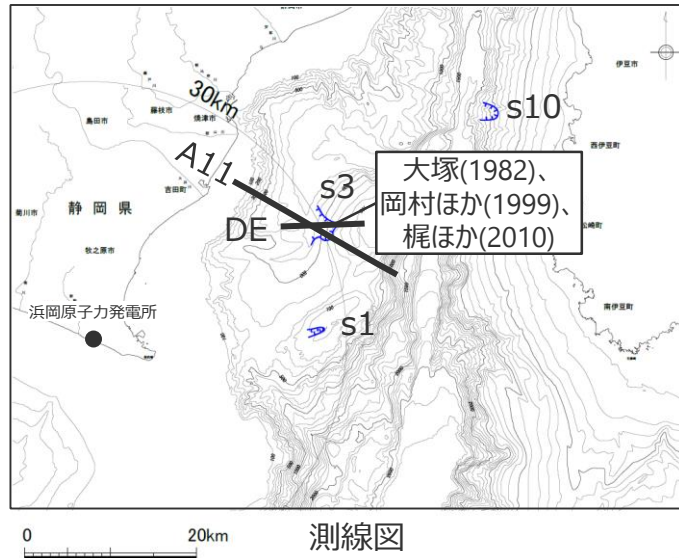 静岡市
伊豆市
30km
藤枝市
焼津市
島田市
s10
A11
大塚(1982)、
岡村ほか(1999)、
梶ほか(2010)
西伊豆町
s3
吉田町
菊川市
静岡県
DE
松崎町
牧之原市
南伊豆町
浜岡原子力発電所
s1
0
20km
測線図